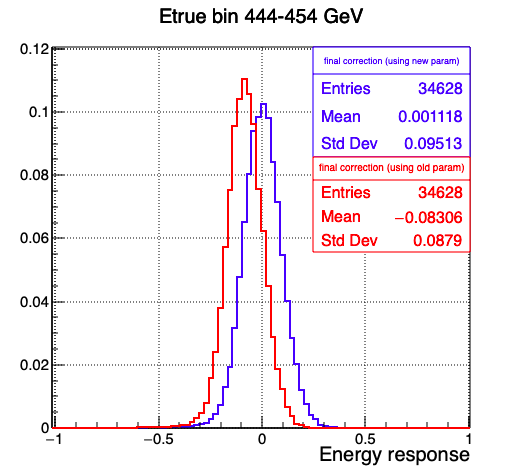 Etrue bin 444-454 GeV
final correction (using new param)
Entries 34628
Mean 0.001118
Std Dev 0.09513
final correction (using old param)
Entries 34628
Mean −0.08306
Std Dev 0.0879
0.12
0.1
0.08
0.06
0.04
0.02
0
−1 −0.5 0 0.5 1
Energy response